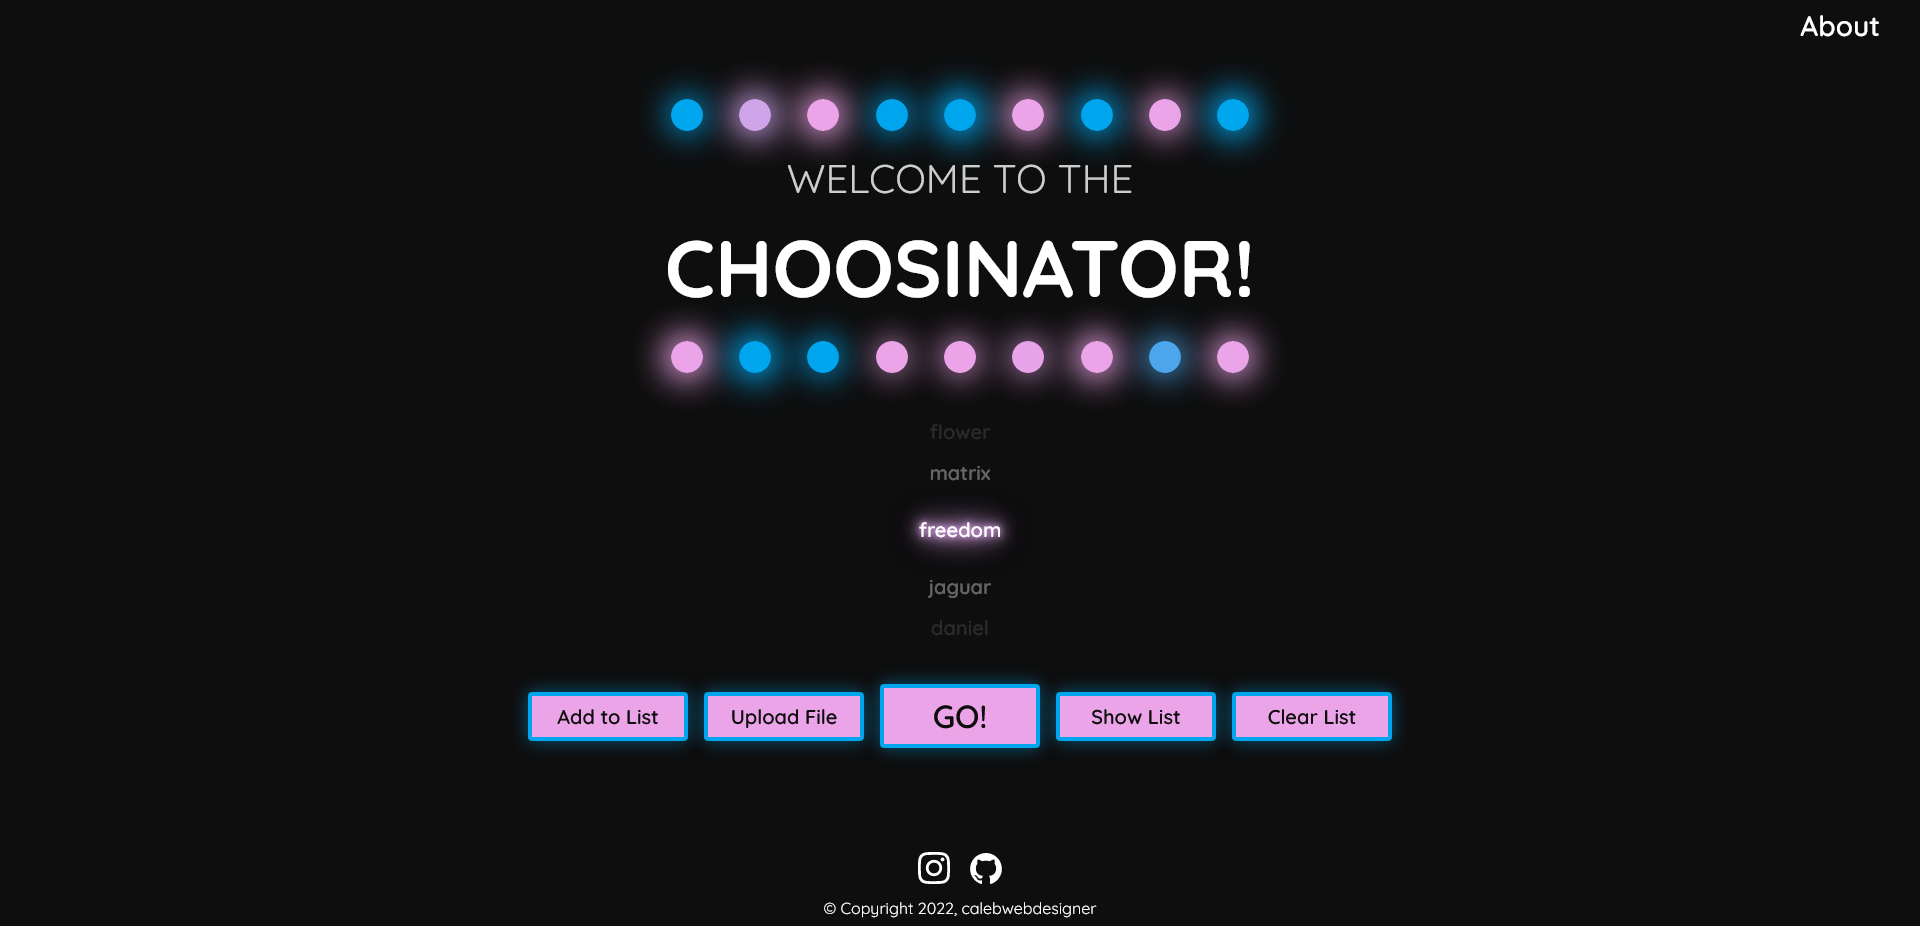 About
WELCOME TO THE
CHOOSINATOR!
flower
matrix
freedom
jaguar
daniel
Add to List
Upload File
GO!
Show List
Clear List
© Copyright 2022, calebwebdesigner